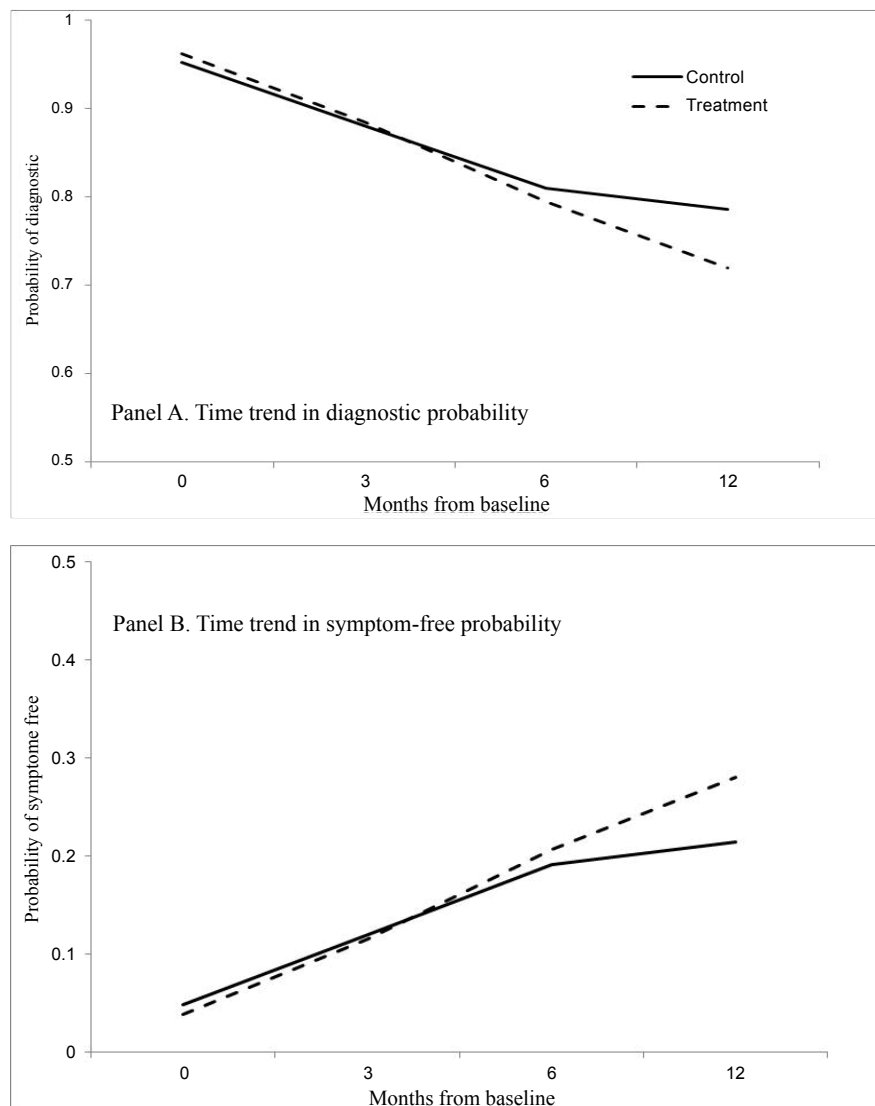 1
0.9
0.8
0.7
0.6
0.5
Probability of diagnostic
Control
Treatment
Panel A. Time trend in diagnostic probability
0 3 6 12
Months from baseline
0.5
0.4
0.3
0.2
0.1
0
Probability of symptome free
Panel B. Time trend in symptom-free probability
0 3 6 12
Months from baseline